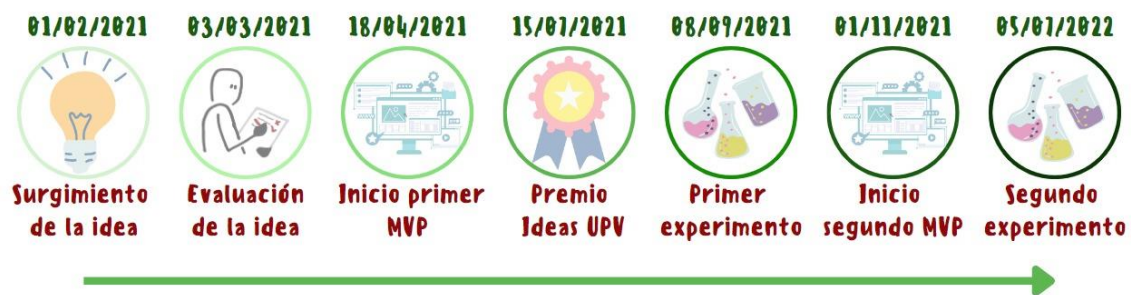 01/02/2021
03/03/2021
18/04/2021
15/07/2021
08/09/2021
01/11/2021
05/07/2022
Surgimiento
de la idea
Evaluación
de la idea
Inicio primer
MVP
Premio
Ideas UPV
Primer
experimento
Inicio
segundo MVP
Segundo
experimento